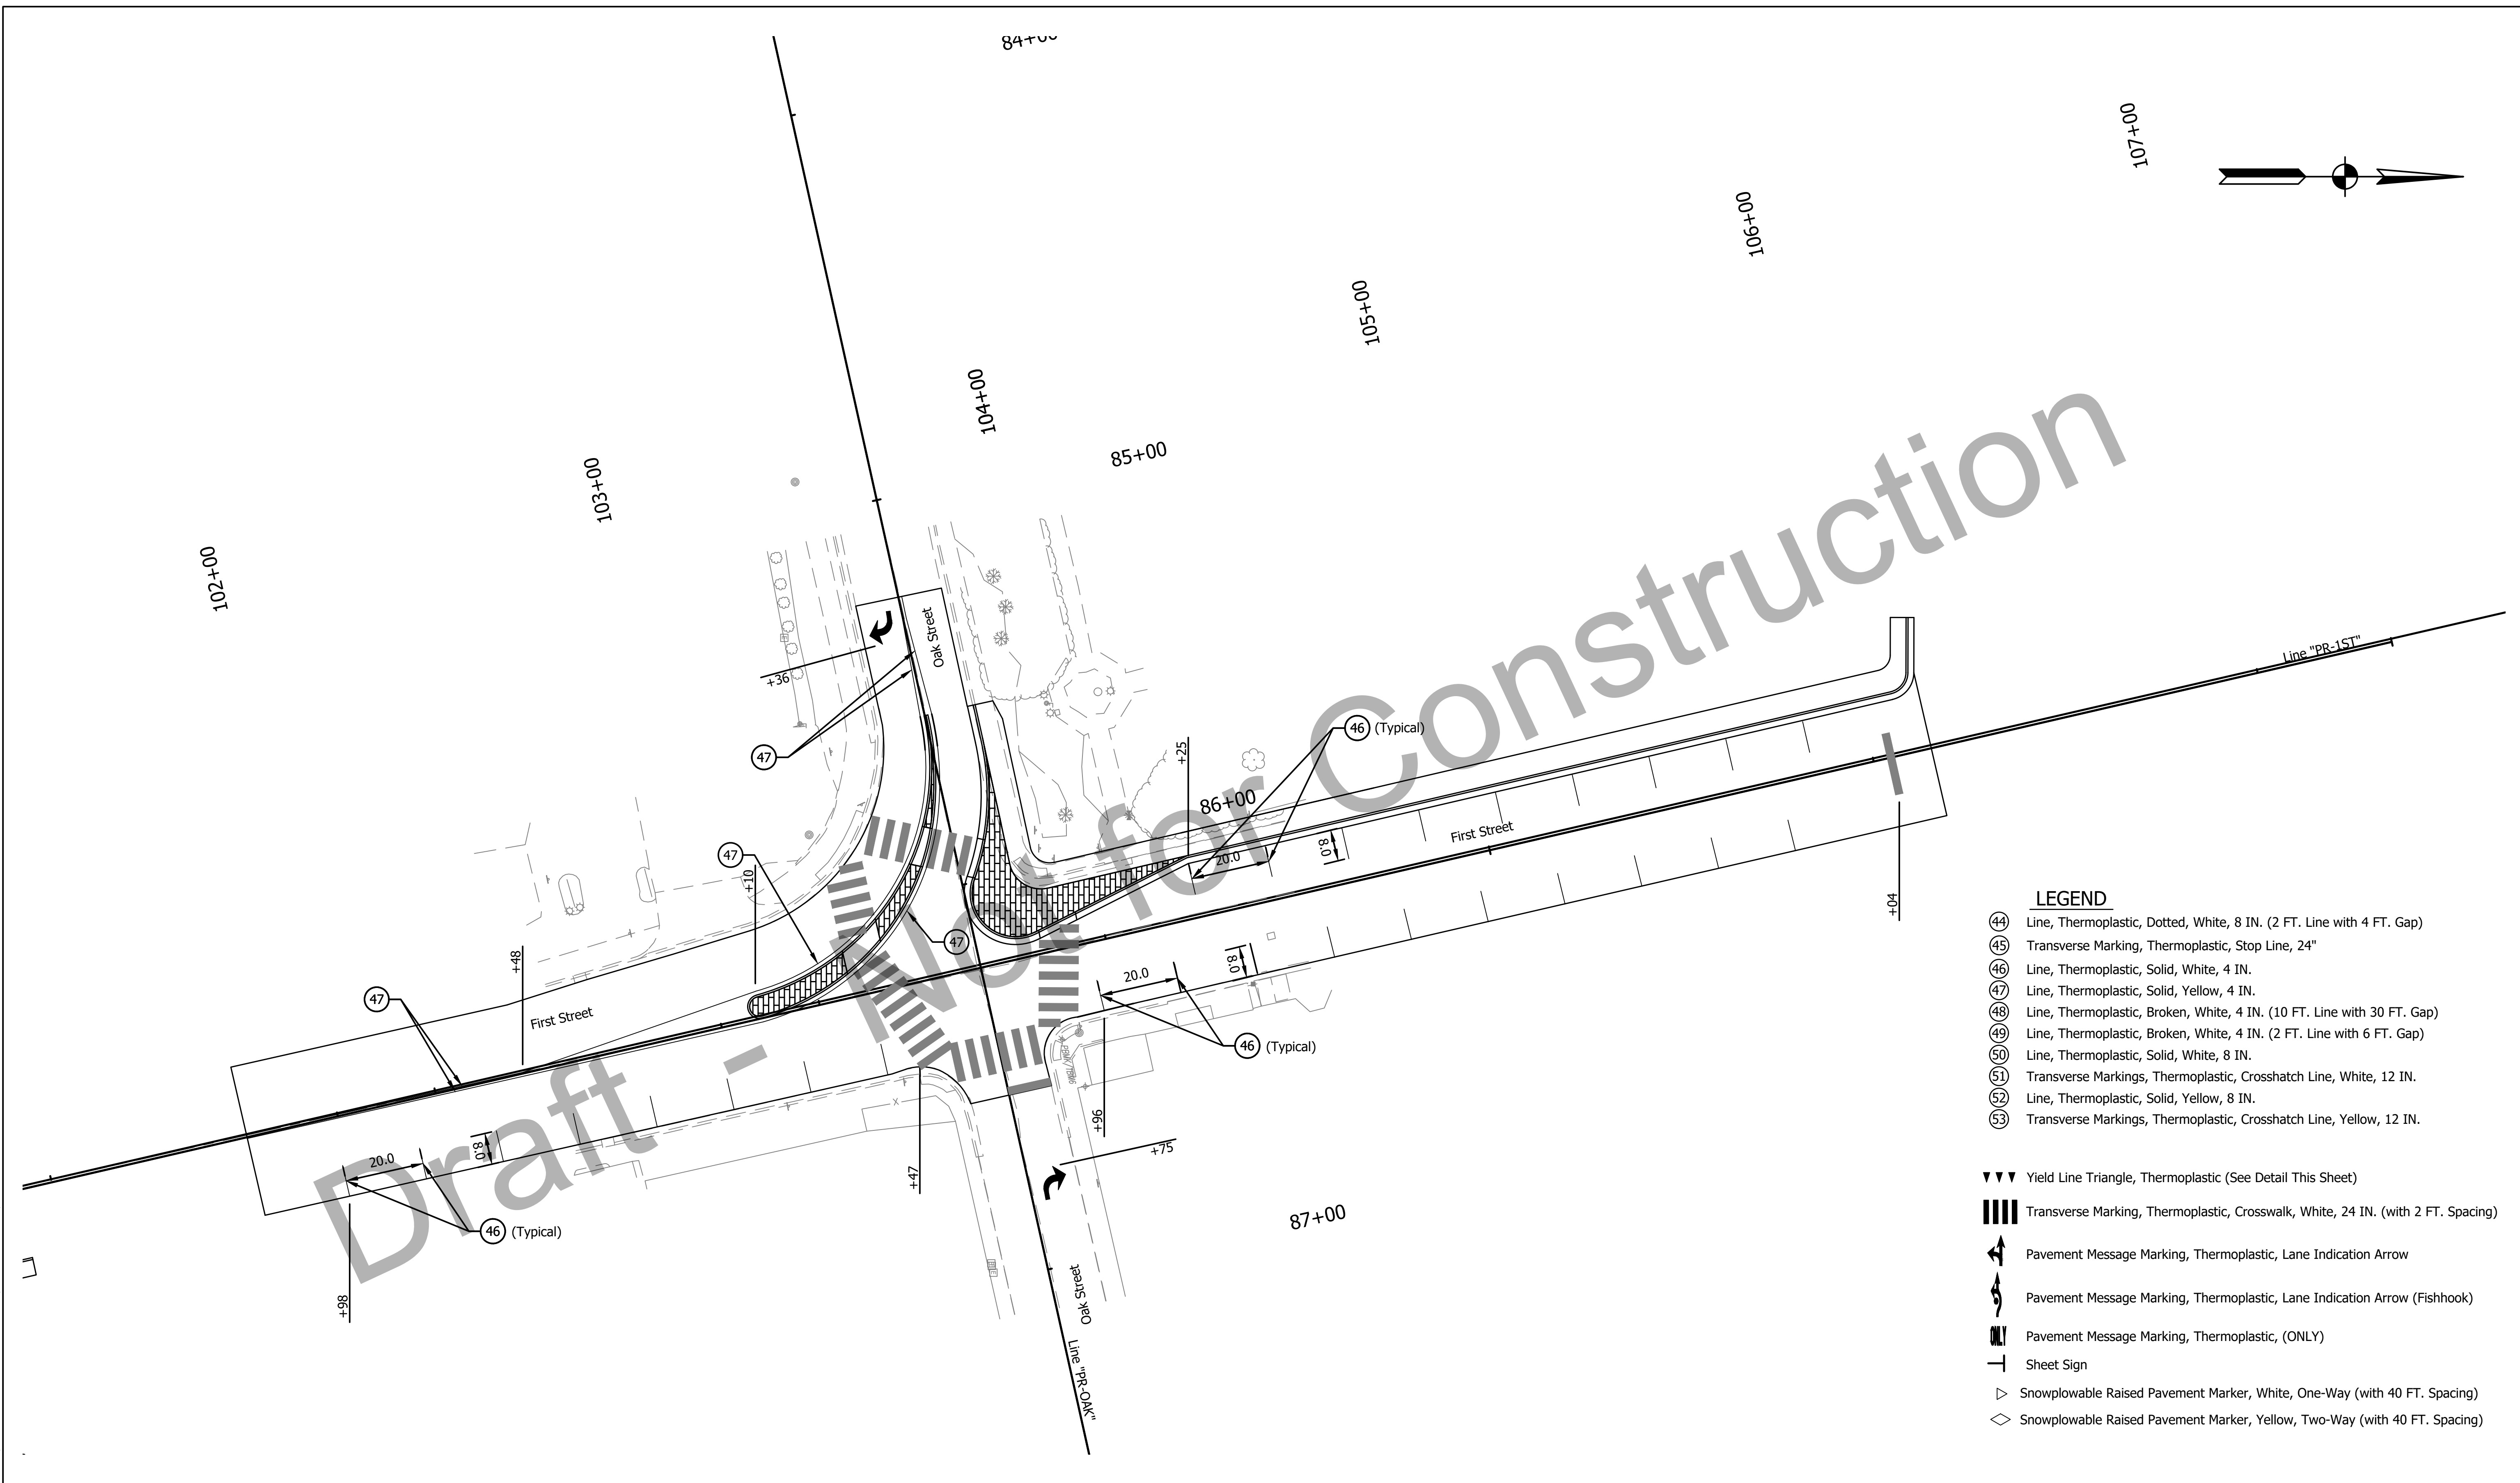 84+00
107+00
106+00
105+00
104+00
85+00
103+00
102+00
Oak Street
+36
47
46 (Typical)
+25
Line "PR-1ST"
86+00
First Street
20.0
8.0
47
+10
47
+48
47
First Street
20.0
8.0
46 (Typical)
+04
+96
+75
+47
8.0
20.0
46 (Typical)
+98
87+00
Oak Street
Line "PR-OAK"
Draft - Not for Construction
LEGEND
44 Line, Thermoplastic, Dotted, White, 8 IN. (2 FT. Line with 4 FT. Gap)
45 Transverse Marking, Thermoplastic, Stop Line, 24"
46 Line, Thermoplastic, Solid, White, 4 IN.
47 Line, Thermoplastic, Solid, Yellow, 4 IN.
48 Line, Thermoplastic, Broken, White, 4 IN. (10 FT. Line with 30 FT. Gap)
49 Line, Thermoplastic, Broken, White, 4 IN. (2 FT. Line with 6 FT. Gap)
50 Line, Thermoplastic, Solid, White, 8 IN.
51 Transverse Markings, Thermoplastic, Crosshatch Line, White, 12 IN.
52 Line, Thermoplastic, Solid, Yellow, 8 IN.
53 Transverse Markings, Thermoplastic, Crosshatch Line, Yellow, 12 IN.
Yield Line Triangle, Thermoplastic (See Detail This Sheet)
Transverse Marking, Thermoplastic, Crosswalk, White, 24 IN. (with 2 FT. Spacing)
Pavement Message Marking, Thermoplastic, Lane Indication Arrow
Pavement Message Marking, Thermoplastic, Lane Indication Arrow (Fishhook)
ONLY Pavement Message Marking, Thermoplastic, (ONLY)
Sheet Sign
Snowplowable Raised Pavement Marker, White, One-Way (with 40 FT. Spacing)
Snowplowable Raised Pavement Marker, Yellow, Two-Way (with 40 FT. Spacing)